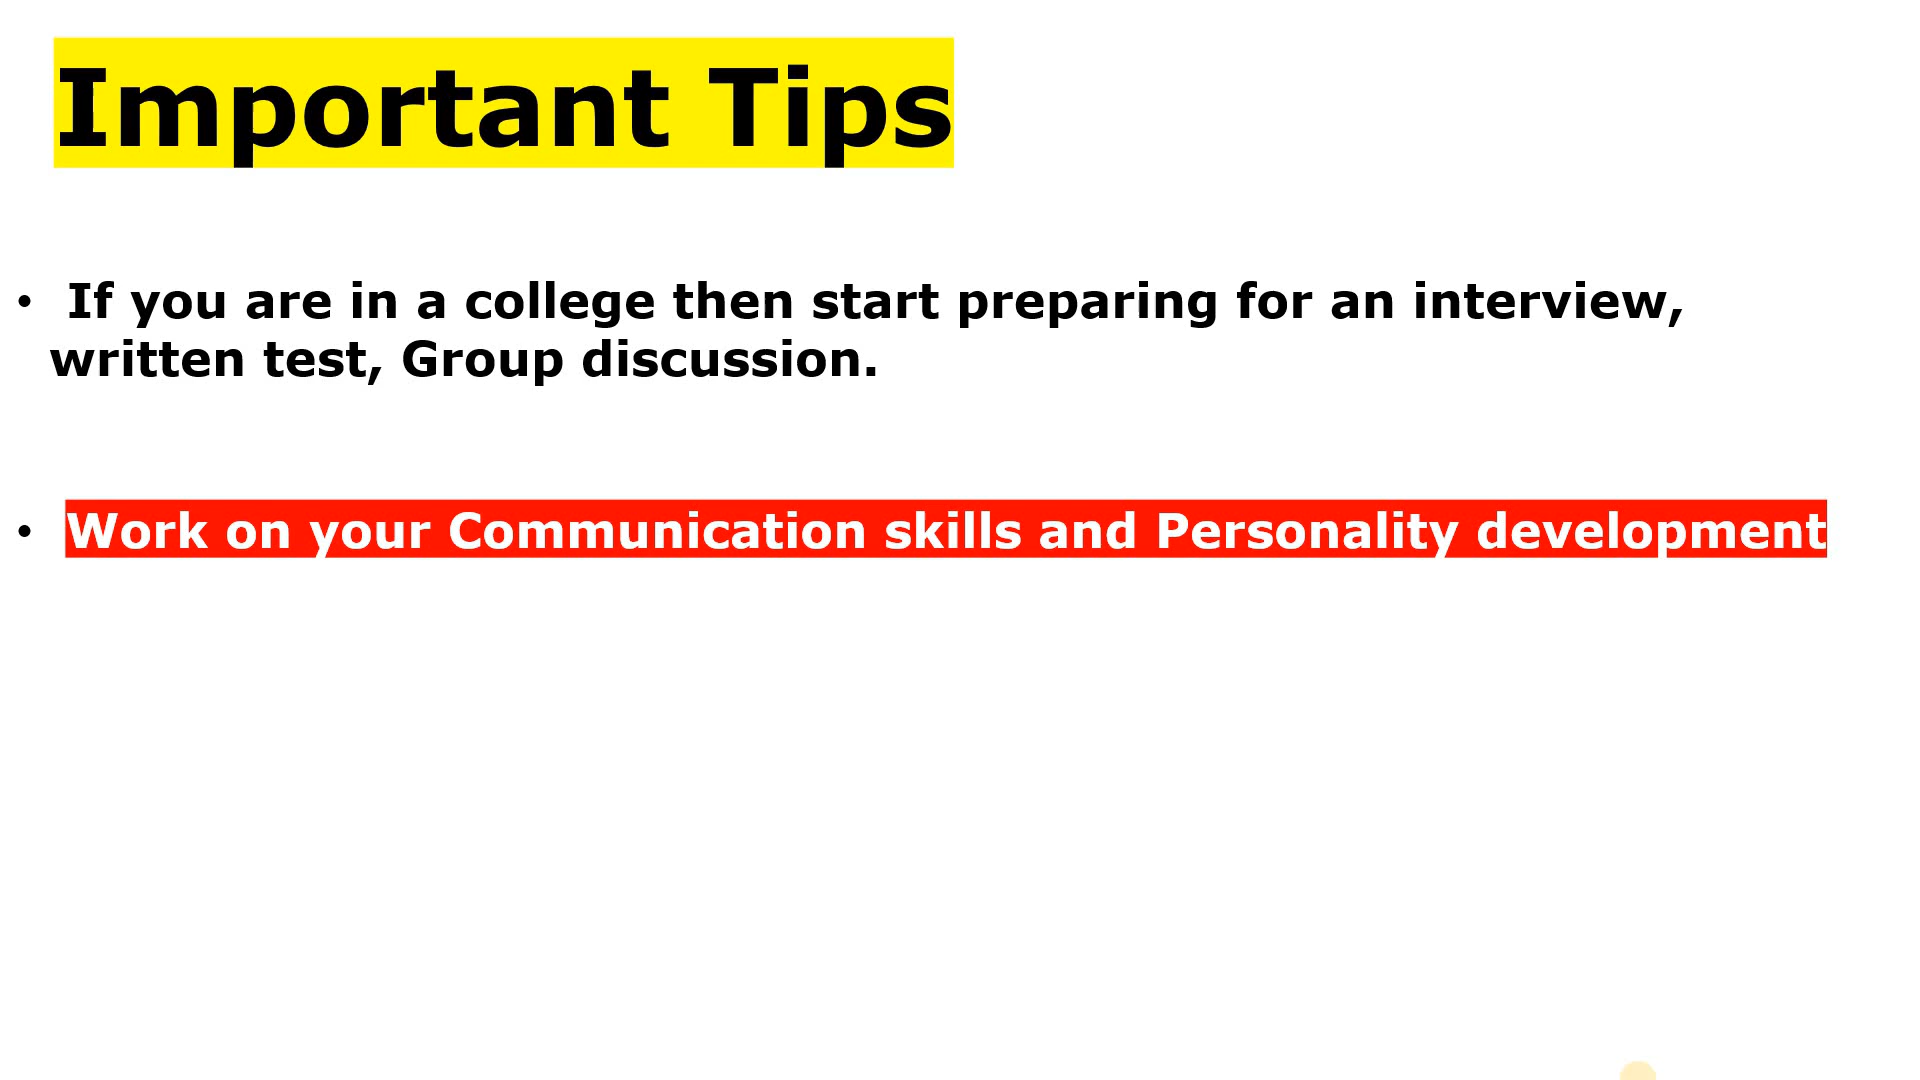 Important Tips
• If you are in a college then start preparing for an interview,
written test, Group discussion.
• Work on your Communication skills and Personality development